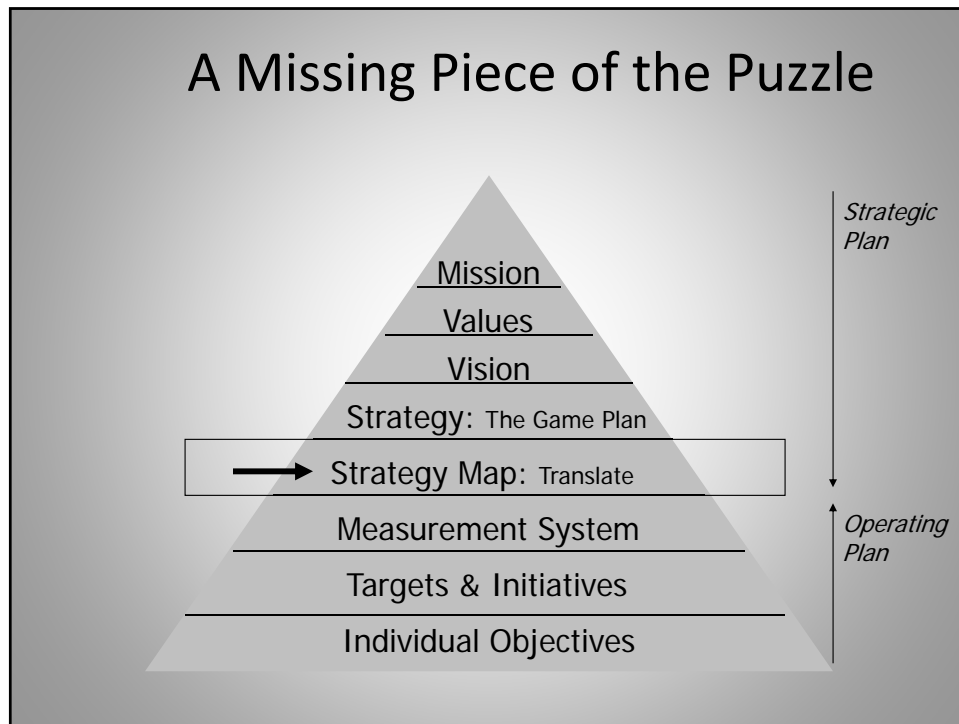 A Missing Piece of the Puzzle
Strategic
Plan
Mission
Values
Vision
Strategy: The Game Plan
Strategy Map: Translate
Measurement System
Operating
Plan
Targets & Initiatives
Individual Objectives